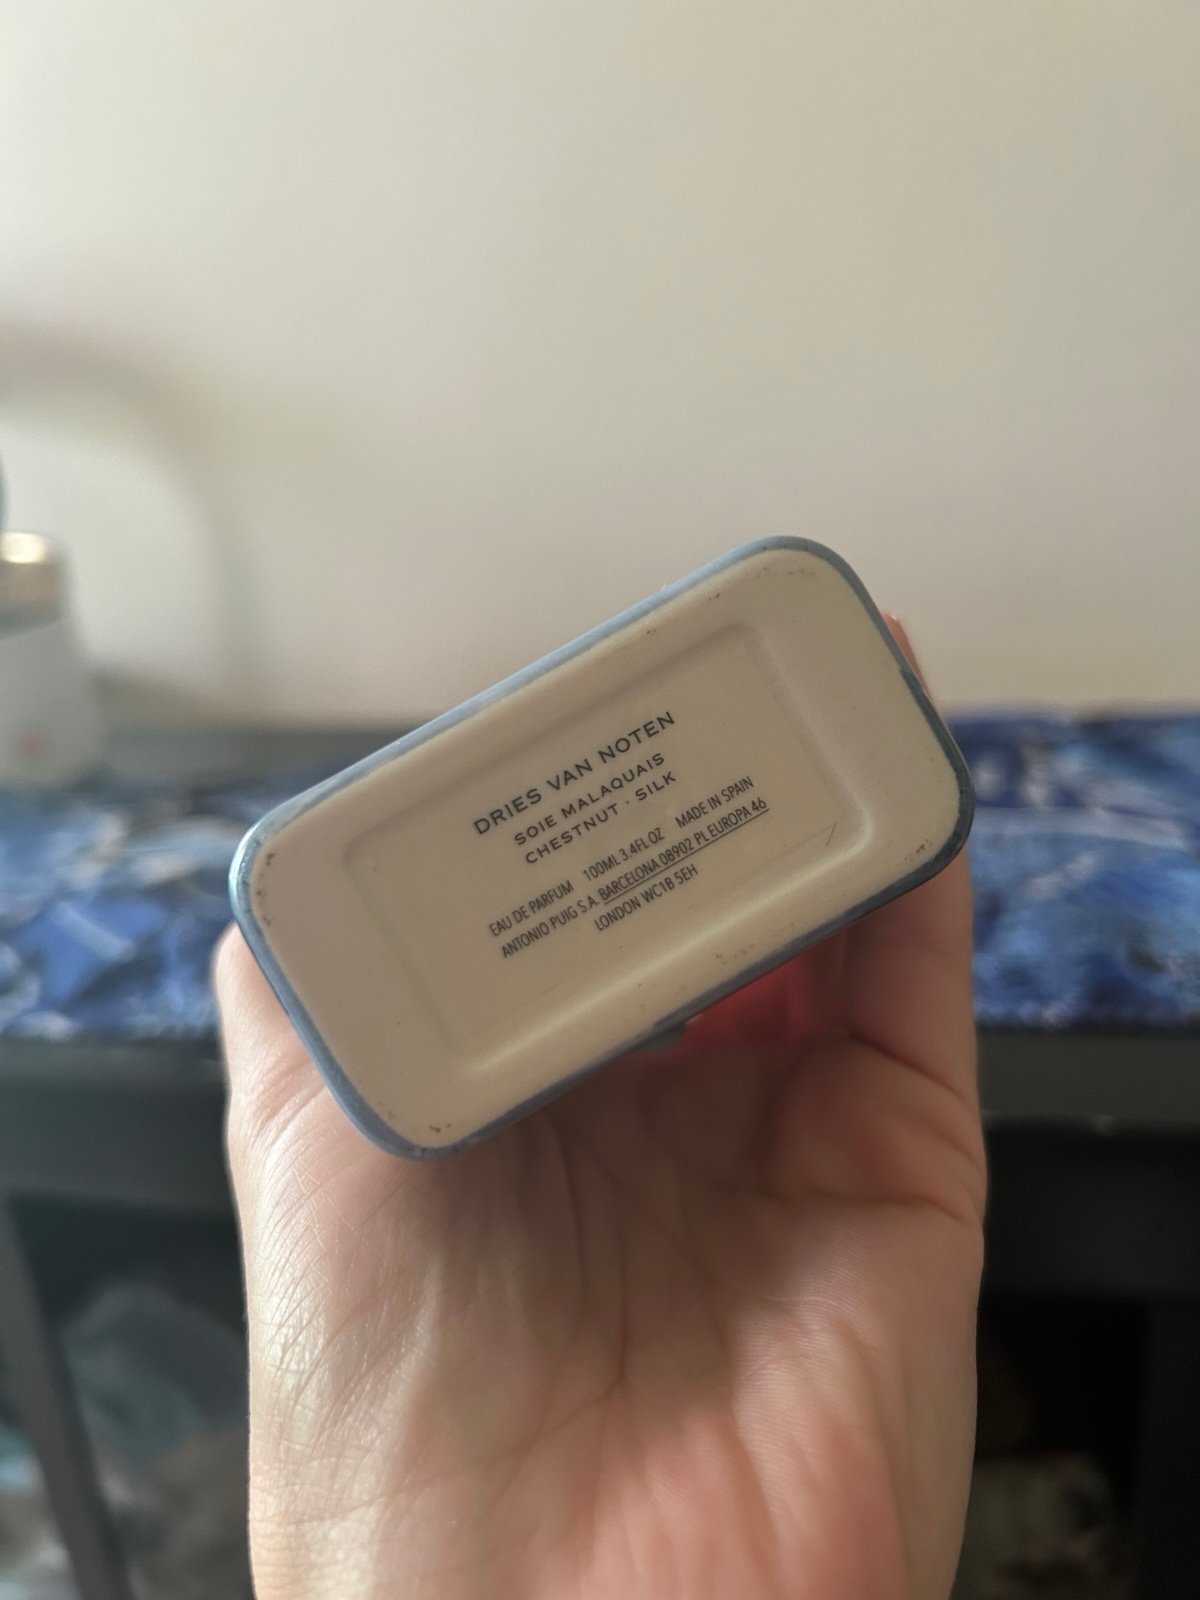 DRIES VAN NOTEN
SOIE MALAQUAIS
CHESTNUT · SILK
EAU DE PARFUM 100ML 3.4FL OZ MADE IN SPAIN
ANTONIO PUIG S.A. BARCELONA 08902 PL EUROPA 46
LONDON WC1B 5EH